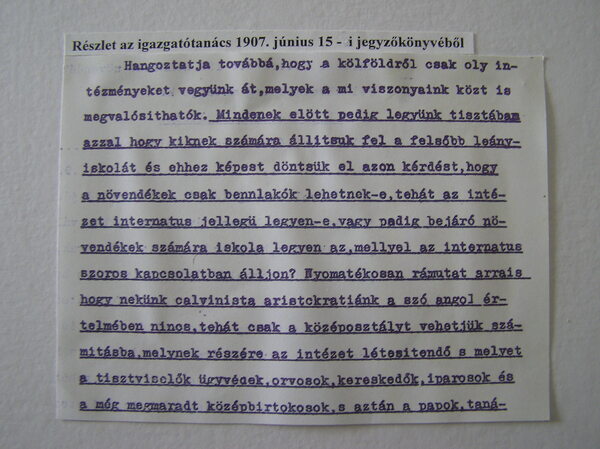 Részlet az igazgatótanács 1907. június 15 - i jegyzőkönyvéből
Hangoztatja továbbá,hogy a kölföldről csak oly in-
tézményeket vegyünk át,melyek a mi viszonyaink közt is
megvalósithatók. Mindenek elött pedig legyünk tisztában
azzal hogy kiknek számára állitsuk fel a felsőbb leány-
iskolát és ehhez képest döntsük el azon kérdést,hogy
a növendékek csak bennlakók lehetnek-e,tehát az inté-
zet internatus jellegü legyen-e,vagy pedig bejáró nö-
vendékek számára iskola legyen az,mellyel az internatus
szoros kapcsolatban álljon? Nyomatékosan rámutat arrais
hogy nekünk calvinista aristokratiánk a szó angol ér-
telmében nincs,tehát csak a középosztályt vehetjük szá-
mitásba,melynek részére az intézet létesitendő s melyet
a tisztviselők ügyvédek,orvosok,kereskedők,iparosok és
a még megmaradt középbirtokosok,s aztán a papok,taná-